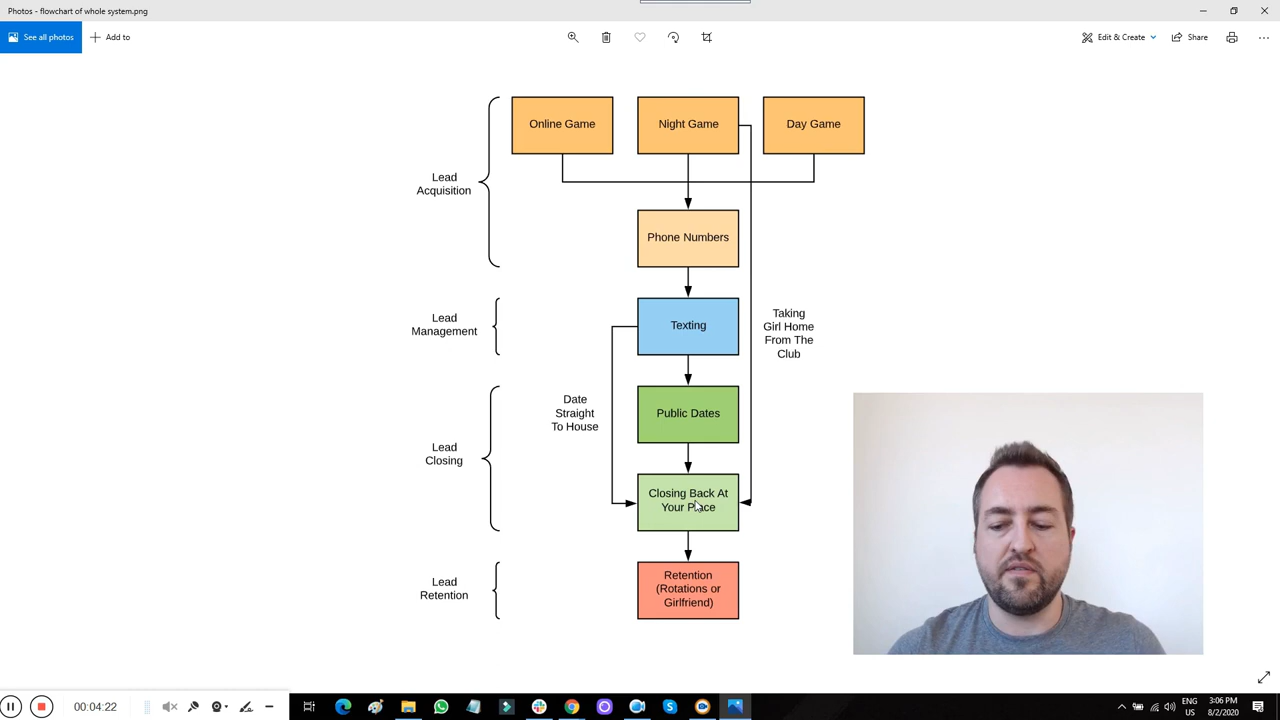 Photos - flowchart of whole system.png
See all photos
Add to
Edit & Create
Share
Online Game
Night Game
Day Game
Lead
Acquisition
Phone Numbers
Lead
Management
Texting
Taking
Girl Home
From The
Club
Date
Straight
To House
Public Dates
Lead
Closing
Closing Back At
Your Place
Lead
Retention
Retention
(Rotations or
Girlfriend)
00:04:22
ENG
US
3:06 PM
8/2/2020